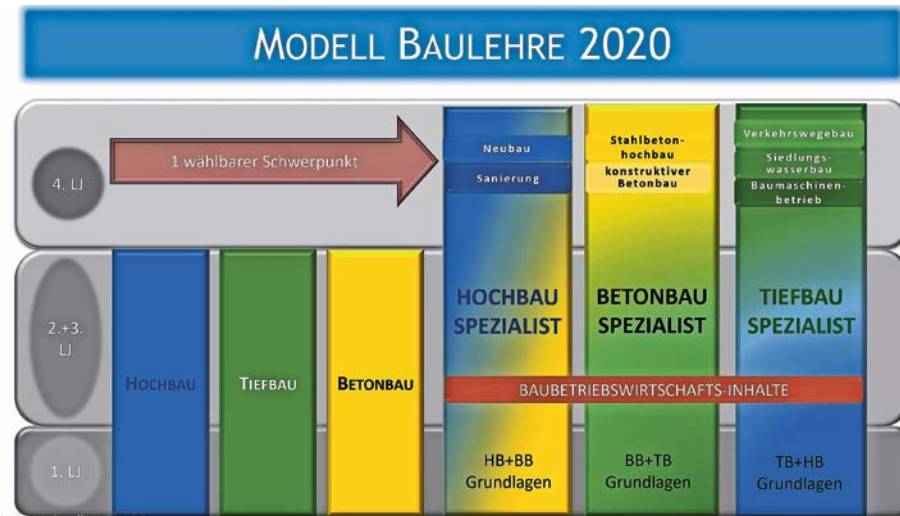 MODELL BAULEHRE 2020
4. LJ
1 wählbarer Schwerpunkt
Neubau
Sanierung
Stahlbeton-
hochbau
konstruktiver
Betonbau
Verkehrswegebau
Siedlungs-
wasserbau
Baumaschinen-
betrieb
2.+3.
LJ
HOCHBAU
TIEFBAU
BETONBAU
HOCHBAU
SPEZIALIST
BETONBAU
SPEZIALIST
TIEFBAU
SPEZIALIST
BAUBETRIEBSWIRTSCHAFTS-INHALTE
1. LJ
HB+BB
Grundlagen
BB+TB
Grundlagen
TB+HB
Grundlagen